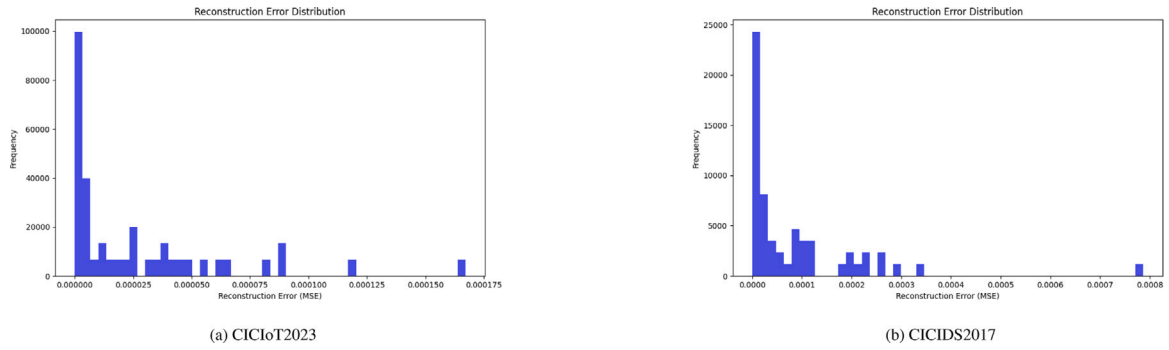 Reconstruction Error Distribution
100000
80000
60000
40000
20000
0
Frequency
0.000000 0.000025 0.000050 0.000075 0.000100 0.000125 0.000150 0.000175
Reconstruction Error (MSE)
(a) CICIoT2023
Reconstruction Error Distribution
25000
20000
15000
10000
5000
0
Frequency
0.0000 0.0001 0.0002 0.0003 0.0004 0.0005 0.0006 0.0007 0.0008
Reconstruction Error (MSE)
(b) CICIDS2017